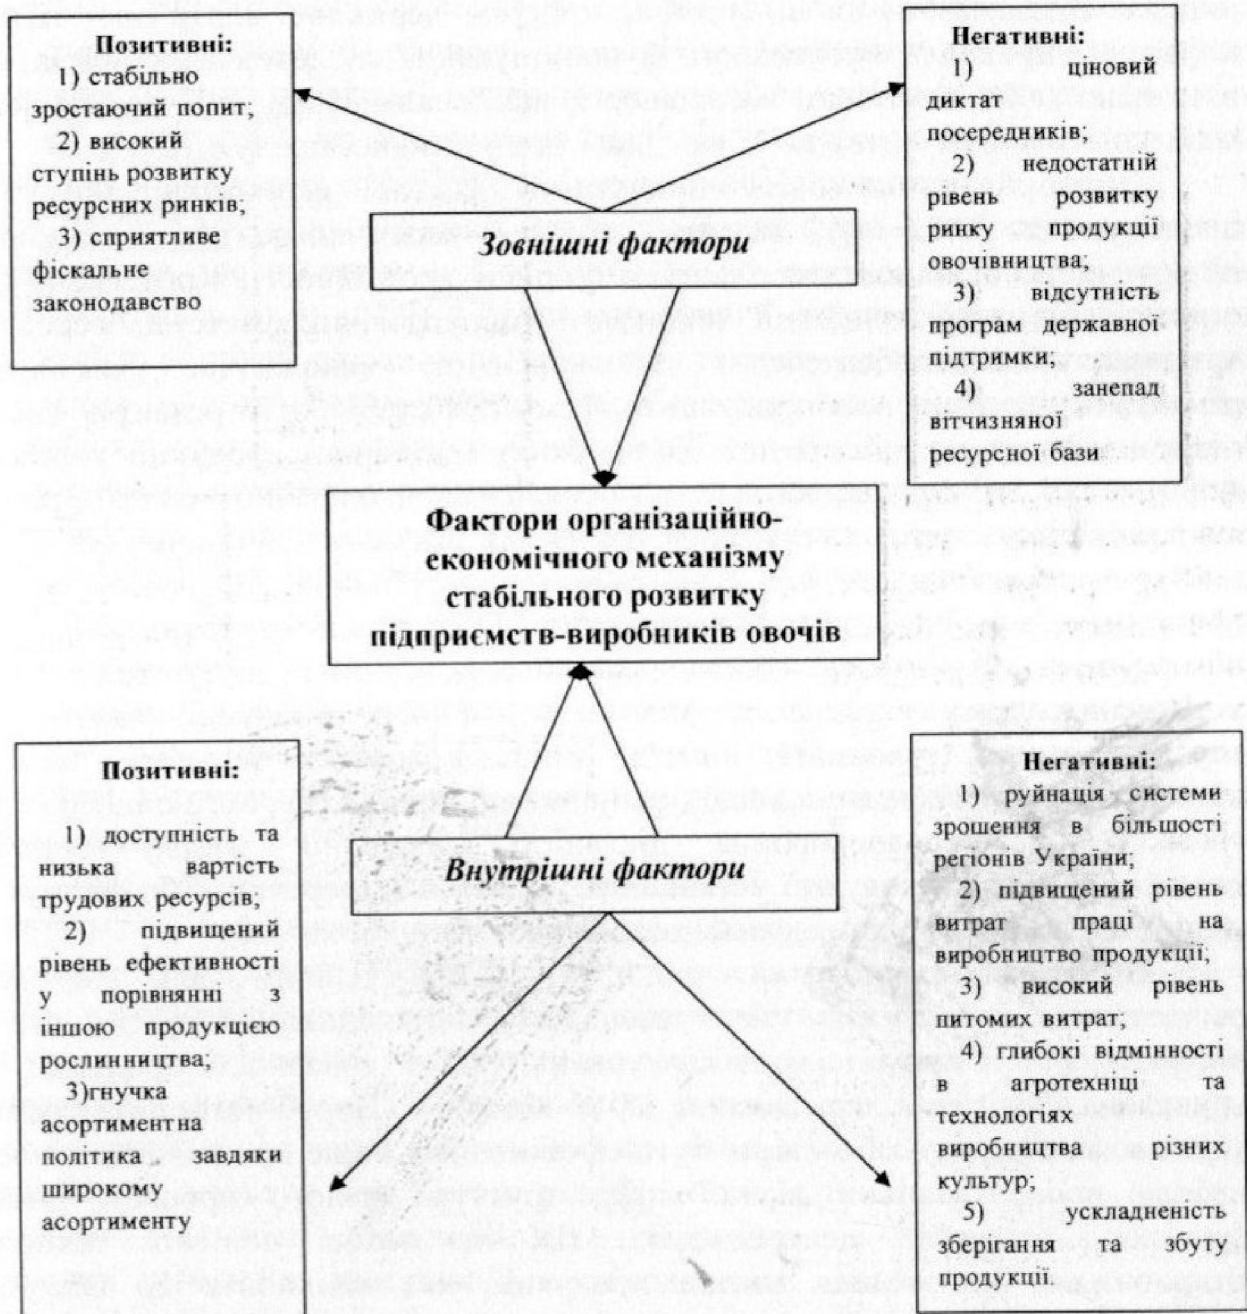 Позитивні:
1) стабільно
зростаючий попит;
2) високий
ступінь розвитку
ресурсних ринків;
3) сприятливе
фіскальне
законодавство
Негативні:
1) ціновий
диктат
посередників;
2) недостатній
рівень розвитку
ринку продукції
овочівництва;
3) відсутність
програм державної
підтримки;
4) занепад
вітчизняної
ресурсної бази
Зовнішні фактори
Фактори організаційно-
економічного механізму
стабільного розвитку
підприємств-виробників овочів
Внутрішні фактори
Позитивні:
1) доступність та
низька вартість
трудових ресурсів;
2) підвищений
рівень ефективності
у порівнянні з
іншою продукцією
рослинництва;
3)гнучка
асортиментна
політика завдяки
широкому
асортименту
Негативні:
1) руйнація системи
зрошення в більшості
регіонів України;
2) підвищений рівень
витрат праці на
виробництво продукції;
3) високий рівень
питомих витрат;
4) глибокі відмінності
в агротехніці та
технологіях
виробництва різних
культур;
5) ускладненість
зберігання та збуту
продукції.